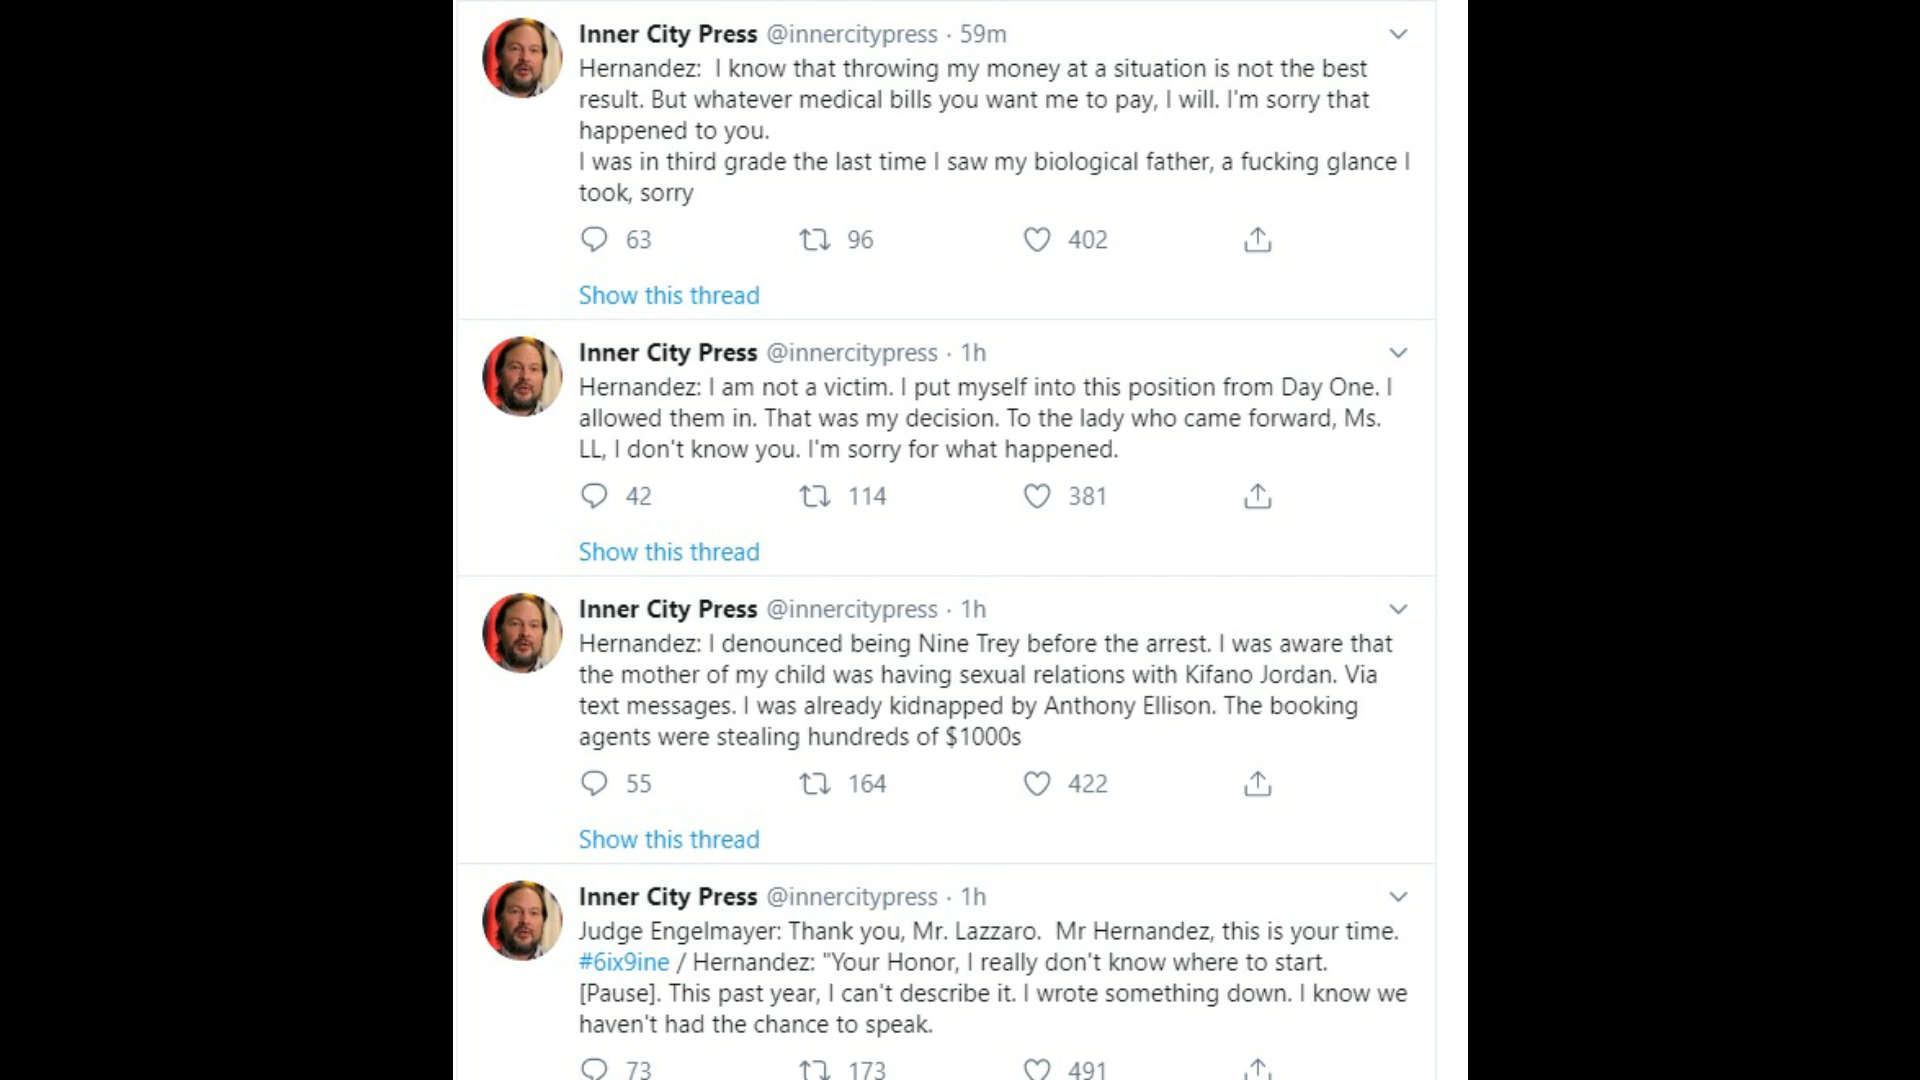 Inner City Press @innercitypress · 59m
Hernandez:  I know that throwing my money at a situation is not the best
result. But whatever medical bills you want me to pay, I will. I'm sorry that
happened to you.
I was in third grade the last time I saw my biological father, a fucking glance I
took, sorry
63 96 402
Show this thread
Inner City Press @innercitypress · 1h
Hernandez: I am not a victim. I put myself into this position from Day One. I
allowed them in. That was my decision. To the lady who came forward, Ms.
LL, I don't know you. I'm sorry for what happened.
42 114 381
Show this thread
Inner City Press @innercitypress · 1h
Hernandez: I denounced being Nine Trey before the arrest. I was aware that
the mother of my child was having sexual relations with Kifano Jordan. Via
text messages. I was already kidnapped by Anthony Ellison. The booking
agents were stealing hundreds of $1000s
55 164 422
Show this thread
Inner City Press @innercitypress · 1h
Judge Engelmayer: Thank you, Mr. Lazzaro.  Mr Hernandez, this is your time.
#6ix9ine / Hernandez: "Your Honor, I really don't know where to start.
[Pause]. This past year, I can't describe it. I wrote something down. I know we
haven't had the chance to speak.
73 173 491